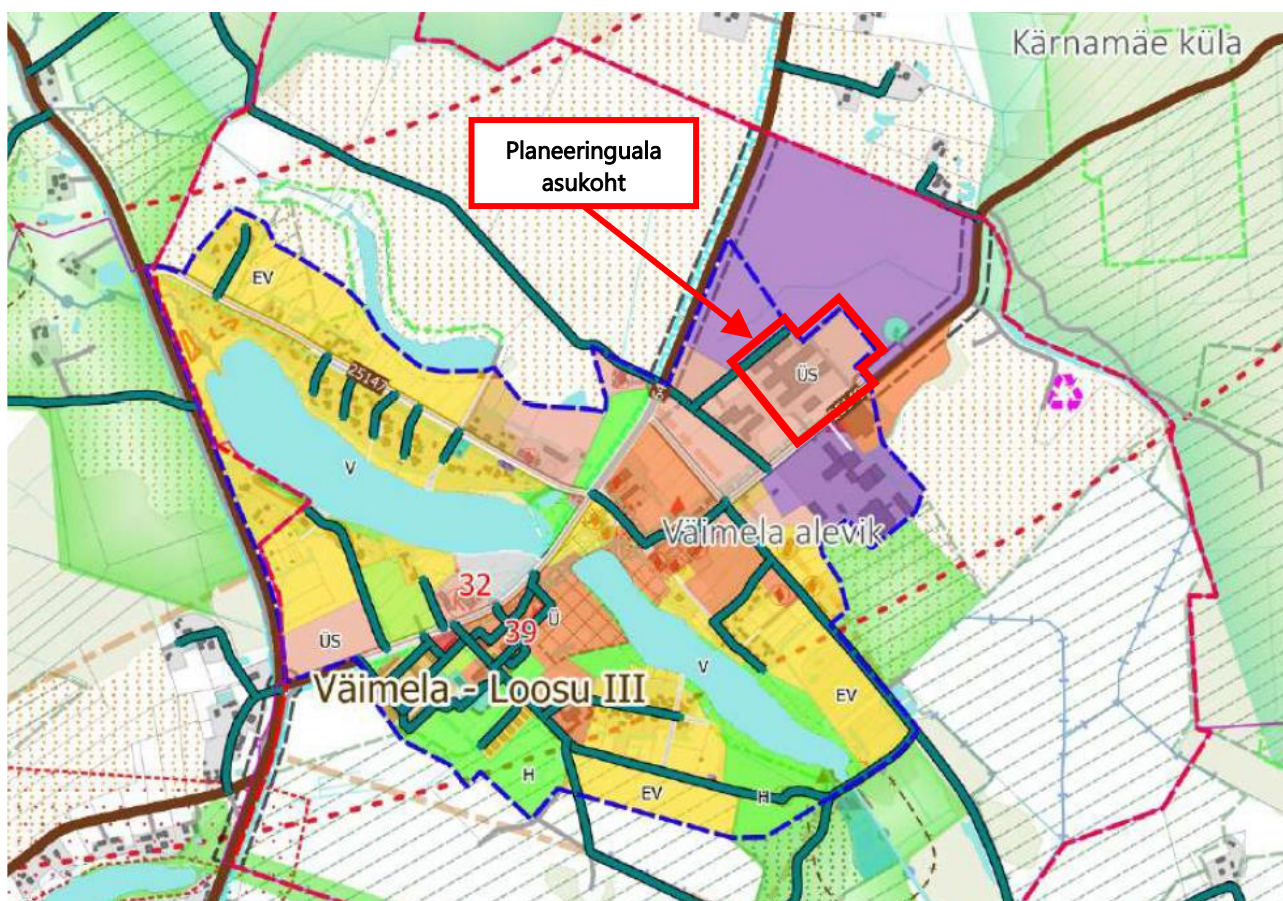 Kärnamäe küla
Planeeringuala
asukoht
EV
25147
ÜS
V
Väimela alevik
32
39
Ü
ÜS
V
Väimela - Loosu III
EV
H
EV
H